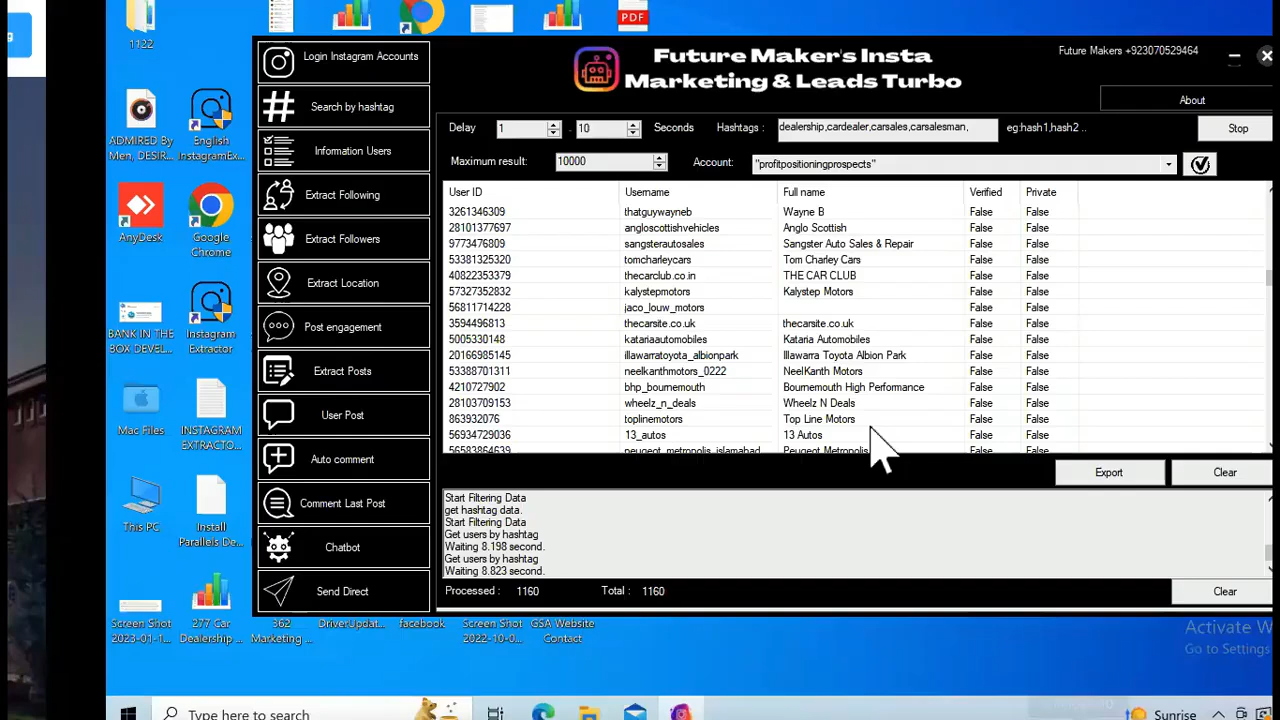 1122
PDF
ADMIRED By
Men, DESIR...
English
InstagramEx...
AnyDesk
Google
Chrome
BANK IN THE
BOX DEVEL...
Instagram
Extractor
Mac Files
INSTAGRAM
EXTRACTO...
This PC
Install
Parallels De...
Screen Shot
2023-01-1...
277 Car
Dealership ...
362
Marketing ...
DriverUpdat...
facebook
Screen Shot
2022-10-0...
GSA Website
Contact
Login Instagram Accounts
Search by hashtag
Information Users
Extract Following
Extract Followers
Extract Location
Post engagement
Extract Posts
User Post
Auto comment
Comment Last Post
Chatbot
Send Direct
Future Maker's Insta
Marketing & Leads Turbo
Future Makers +923070529464
About
Delay 1 . 10 Seconds Hashtags : dealership,cardealer,carsales,carsalesman, eg:hash1,hash2 .. Stop
Maximum result: 10000 Account: "profitpositioningprospects"
User ID Username Full name Verified Private
3261346309 thatguywayneb Wayne B False False
28101377697 angloscottishvehicles Anglo Scottish False False
9773476809 sangsterautosales Sangster Auto Sales & Repair False False
53381325320 tomcharleycars Tom Charley Cars False False
40822353379 thecarclub.co.in THE CAR CLUB False False
57327352832 kalystepmotors Kalystep Motors False False
56811714228 jaco_louw_motors False False
3594496813 thecarsite.co.uk thecarsite.co.uk False False
5005330148 katariaautomobiles Kataria Automobiles False False
20166985145 illawarratoyota_albionpark Illawarra Toyota Albion Park False False
53388701311 neelkanthmotors_0222 NeelKanth Motors False False
4210727902 bhp_bournemouth Bournemouth High Performance False False
28103709153 wheelz_n_deals Wheelz N Deals False False
863932076 toplinemotors Top Line Motors False False
56934729036 13_autos 13 Autos False False
56583864639 peugeot_metropolis_islamabad Peugeot Metropolis False False
Export Clear
Start Filtering Data
get hashtag data.
Start Filtering Data
Get users by hashtag
Waiting 8.198 second.
Get users by hashtag
Waiting 8.823 second.
Processed : 1160 Total : 1160 Clear
Activate W
Go to Settings
Type here to search
Sunrise